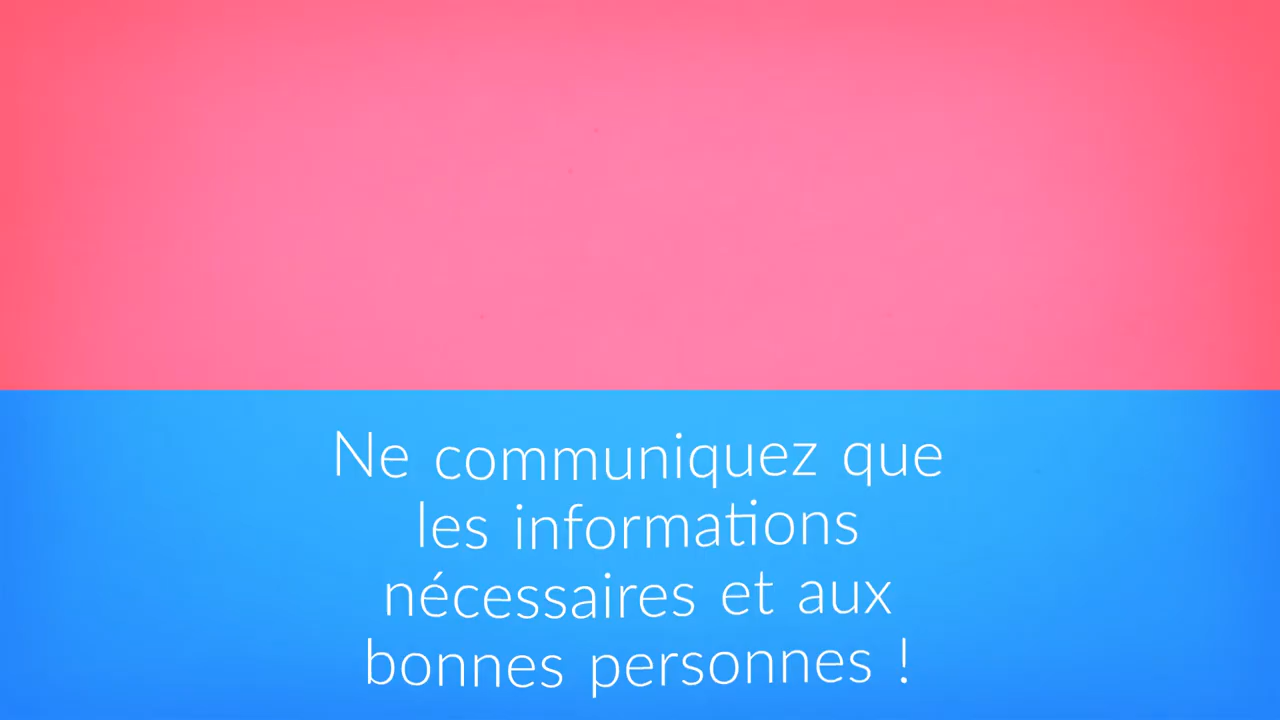 Ne communiquez que
les informations
nécessaires et aux
bonnes personnes !